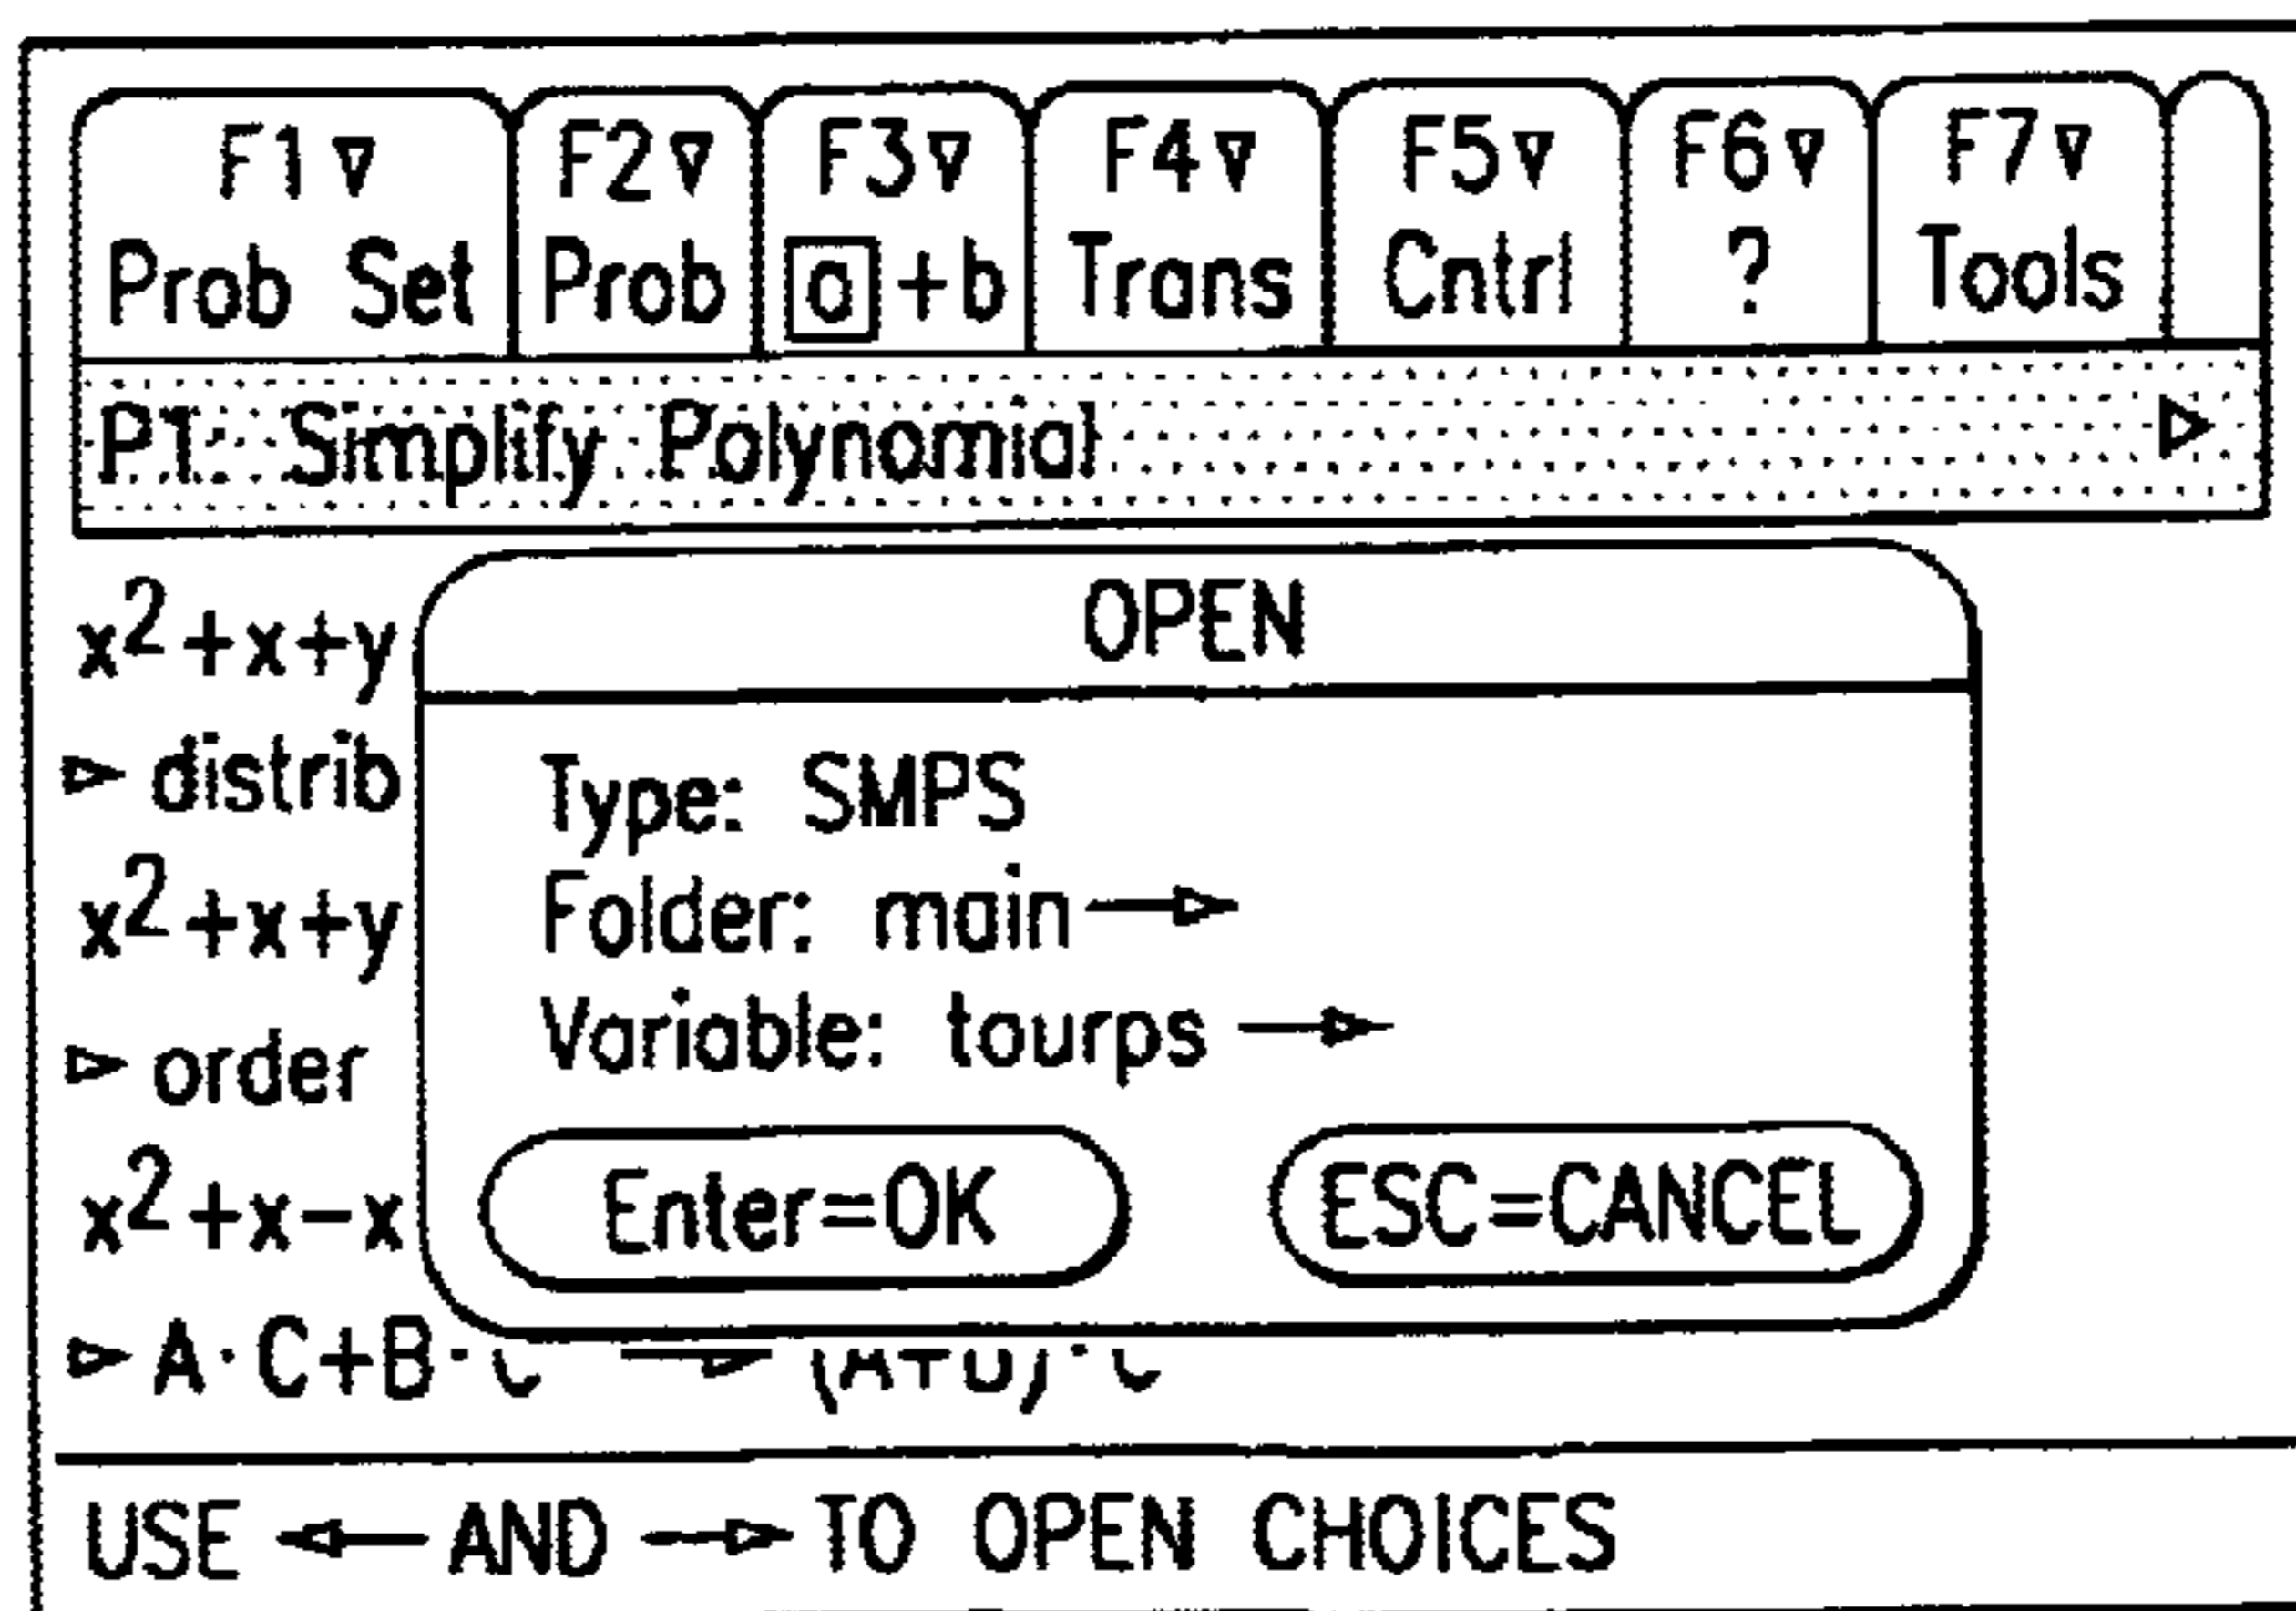 F1 ▽ F2 ▽ F3 ▽ F4 ▽ F5 ▽ F6 ▽ F7 ▽
Prob Set Prob a+b Trans Cntrl ? Tools
P1: Simplify Polynomial ▷
x²+x+y
OPEN
▷ distrib
Type: SMPS
x²+x+y
Folder: main →
Variable: tourps →
▷ order
x²+x-x
Enter=OK ESC=CANCEL
▷ A·C+B·C → (A+B)·C
USE ← AND → TO OPEN CHOICES